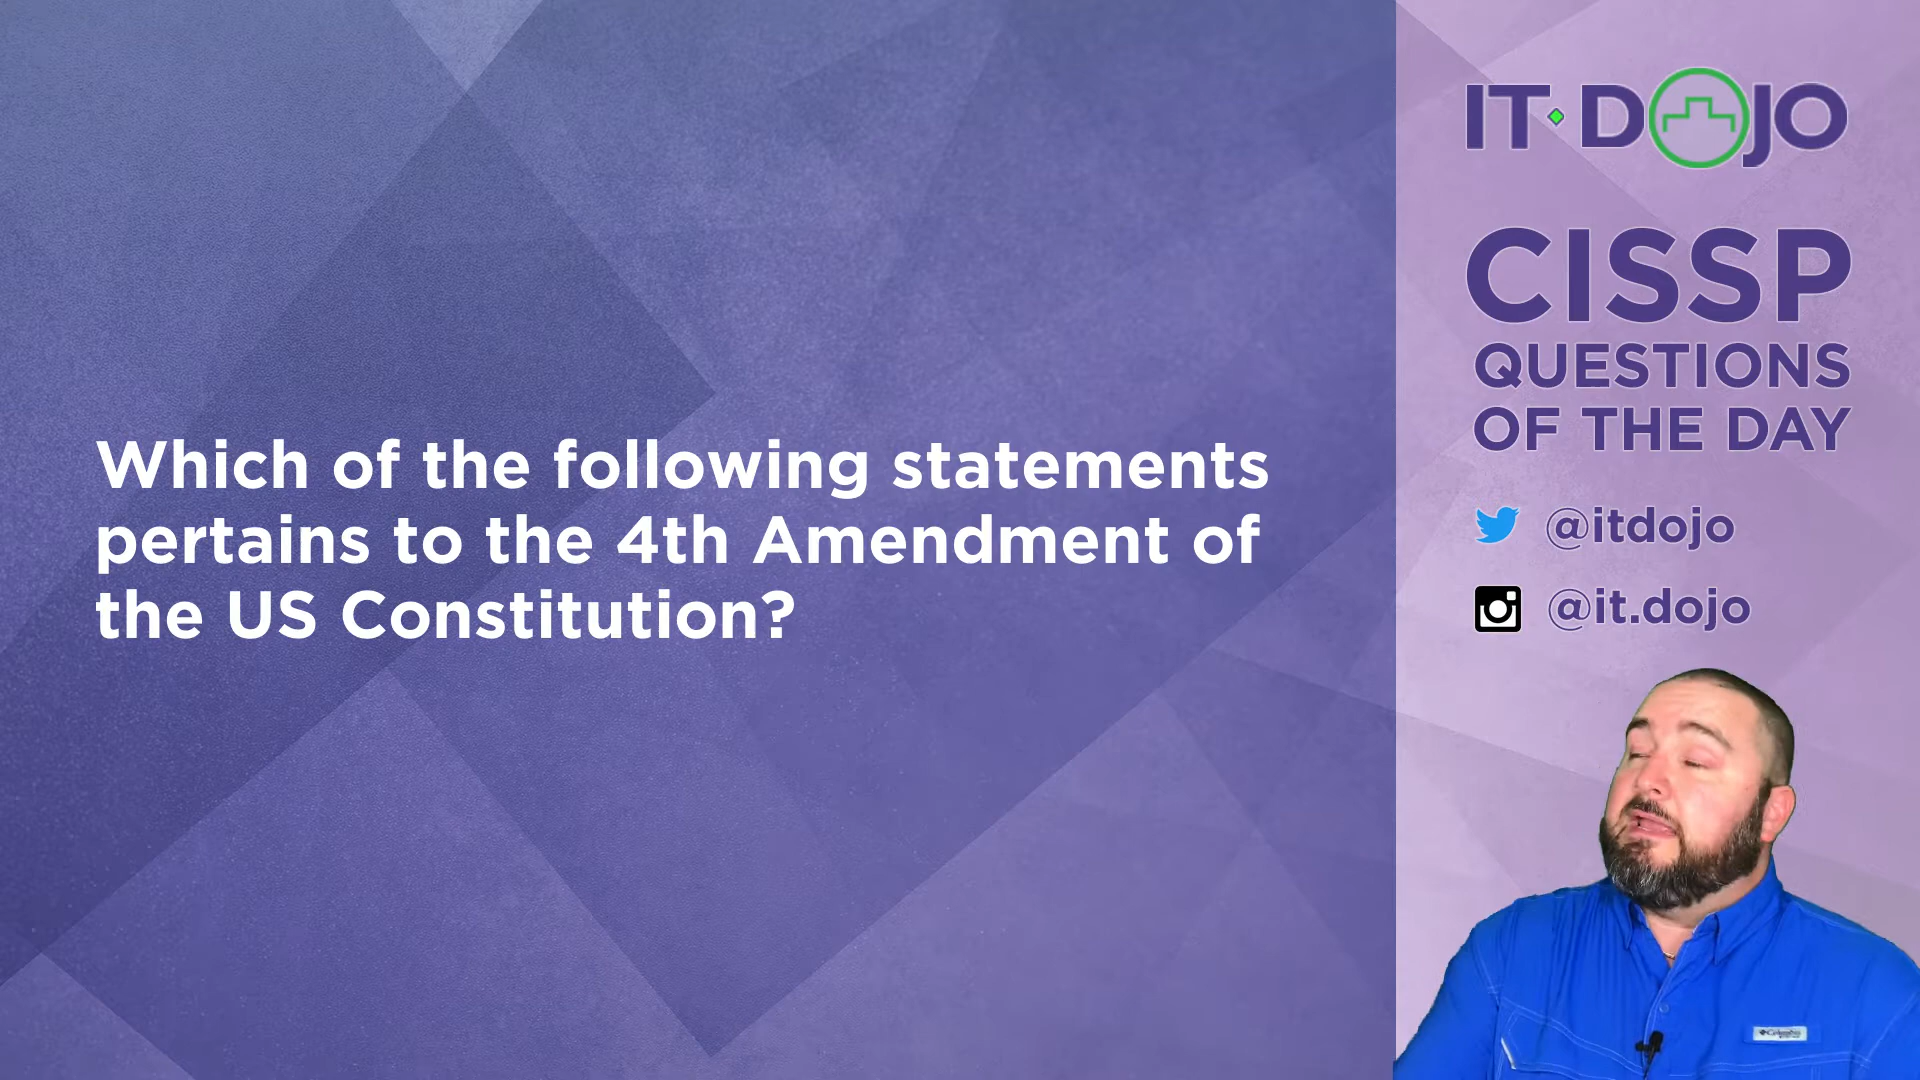 Which of the following statements
pertains to the 4th Amendment of
the US Constitution?
IT DOJO
CISSP
QUESTIONS
OF THE DAY
@itdojo
@it.dojo
Columbia